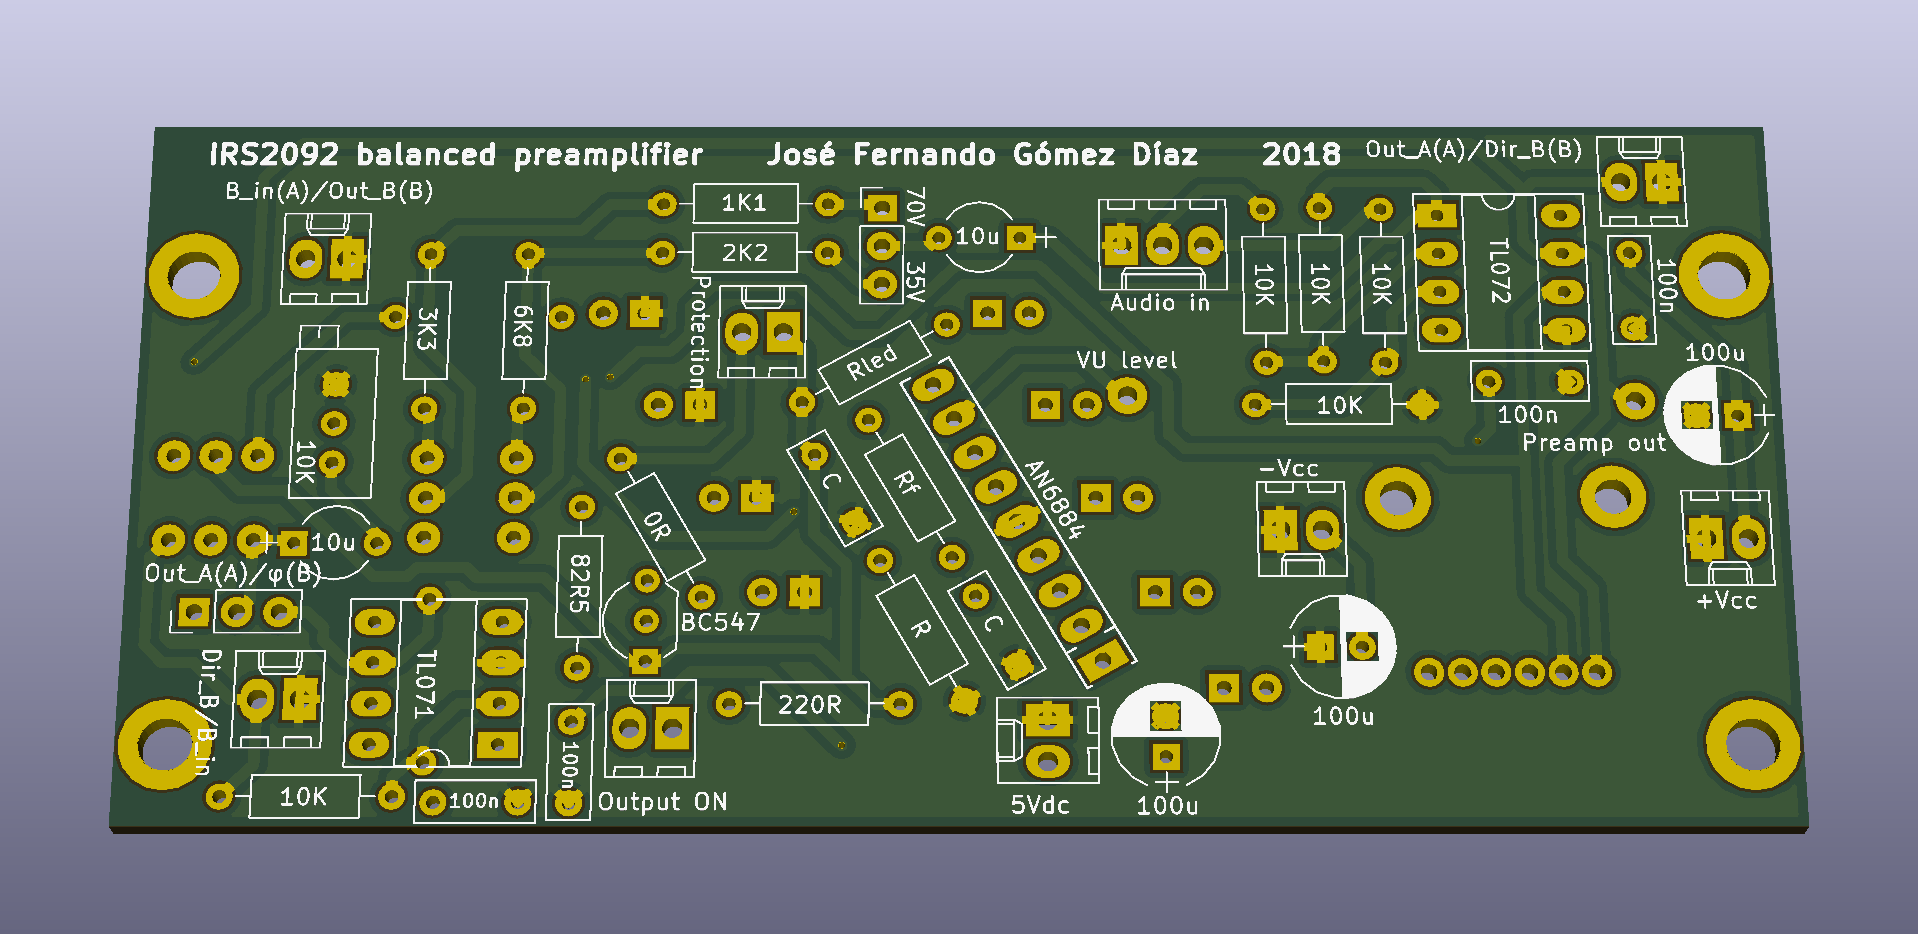 IRS2092 balanced preamplifier José Fernando Gómez Díaz 2018
Out_A(A)/Dir_B(B)
B_in(A)/Out_B(B)
1K1
70V
10u
2K2
35V
TL072
100n
10K
10K
10K
Audio in
Protection
3K3
6K8
Rled
VU level
100u
10K
100n
Preamp out
10K
C
Rf
AN6884
-Vcc
0R
10u
82R5
Out_A(A)/φ(B)
BC547
R
C
+Vcc
Dir_B/B_in
TL071
220R
100u
100n
10K
100n
Output ON
5Vdc
100u